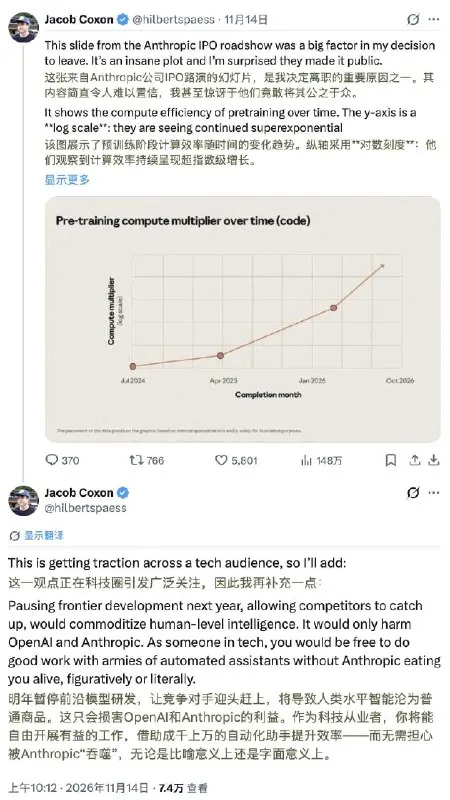 Jacob Coxon @hilbertspaess · 11月14日
This slide from the Anthropic IPO roadshow was a big factor in my decision
to leave. It's an insane plot and I'm surprised they made it public.
这张来自Anthropic公司IPO路演的幻灯片，是我决定离职的重要原因之一。其
内容简直令人难以置信，我甚至惊讶于他们竟敢将其公之于众。
It shows the compute efficiency of pretraining over time. The y-axis is a
**log scale**: they are seeing continued superexponential
该图展示了预训练阶段计算效率随时间的变化趋势。纵轴采用**对数刻度**：他
们观察到计算效率持续呈现超指数级增长。
显示更多
Pre-training compute multiplier over time (code)
Compute multiplier
(log scale)
Jul 2024 Apr 2025 Jan 2026 Oct 2026
Completion month
370 766 5,801 148万
Jacob Coxon
@hilbertspaess
显示翻译
This is getting traction across a tech audience, so I'll add:
这一观点正在科技圈引发广泛关注，因此我再补充一点：
Pausing frontier development next year, allowing competitors to catch
up, would commoditize human-level intelligence. It would only harm
OpenAI and Anthropic. As someone in tech, you would be free to do
good work with armies of automated assistants without Anthropic eating
you alive, figuratively or literally.
明年暂停前沿模型研发，让竞争对手迎头赶上，将导致人类水平智能沦为普
通商品。这只会损害OpenAI和Anthropic的利益。作为科技从业者，你将能
自由开展有益的工作，借助成千上万的自动化助手提升效率——而无需担心
被Anthropic“吞噬”，无论是比喻意义上还是字面意义上。
上午10:12 · 2026年11月14日 · 7.4万 查看